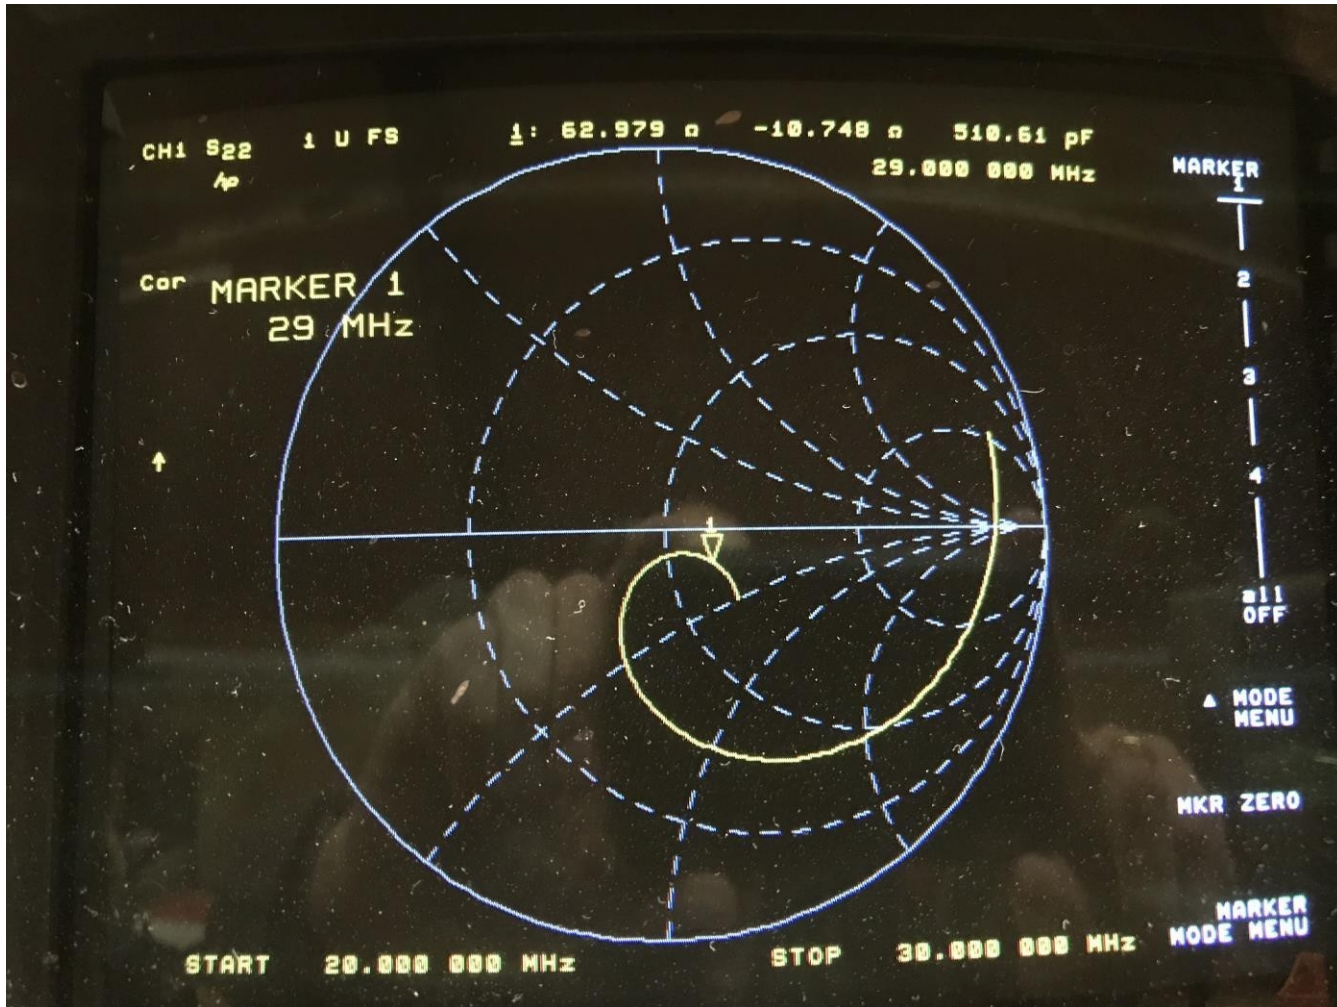 CH1 S22 1 U FS 1: 62.979 Ω -10.748 Ω 510.61 pF
hp 29.000 000 MHz
MARKER 1
Cor MARKER 1
29 MHz
2
3
4
1
all OFF
▲ MODE MENU
MKR ZERO
MARKER MODE MENU
START 20.000 000 MHz STOP 30.000 000 MHz